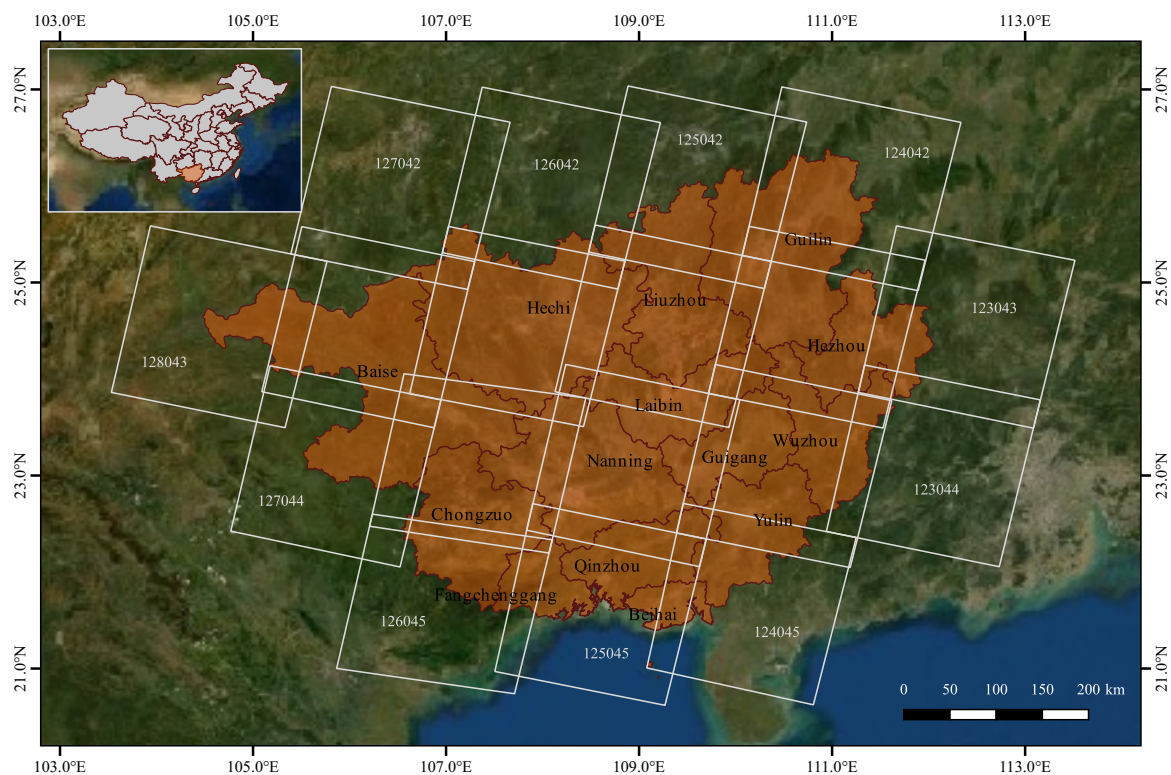 103.0°E 105.0°E 107.0°E 109.0°E 111.0°E 113.0°E
27.0°N 27.0°N
125042
124042
127042
126042
Guilin
25.0°N 25.0°N
Liuzhou
Hechi
123043
Hezhou
128043
Baise
Laibin
Wuzhou
Guigang
Nanning
23.0°N 23.0°N
123044
127044
Chongzuo
Yulin
Qinzhou
Fangchenggang
Beihai
126045
124045
125045
21.0°N 21.0°N
0 50 100 150 200 km
103.0°E 105.0°E 107.0°E 109.0°E 111.0°E 113.0°E